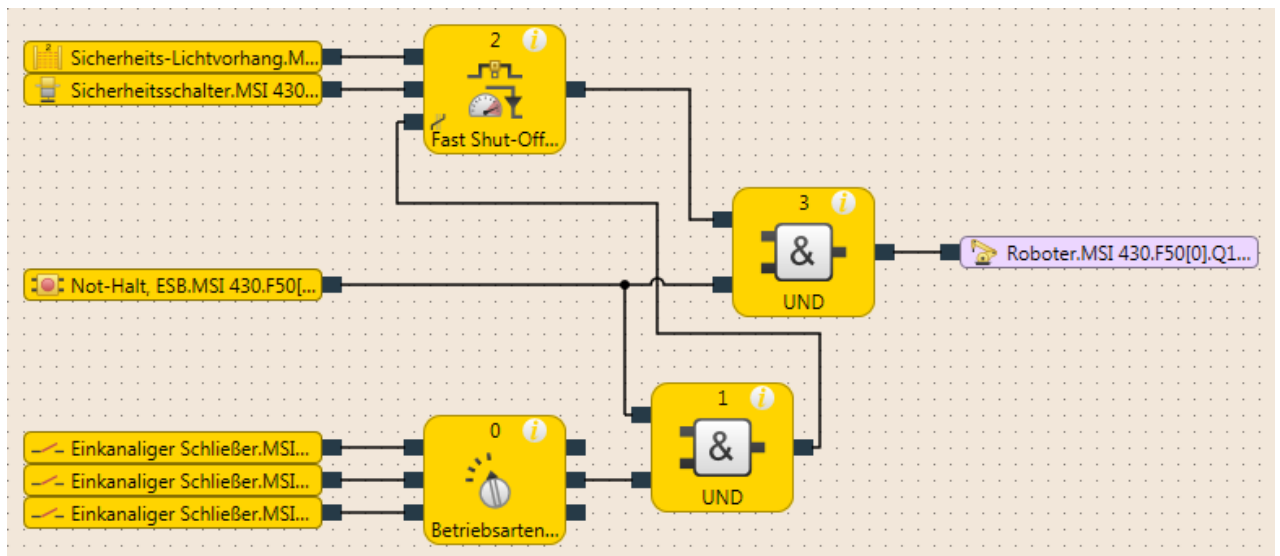 2 i
2
Sicherheits-Lichtvorhang.M...
Sicherheitsschalter.MSI 430...
Fast Shut-Off...
3 i
&
Roboter.MSI 430.F50[0].Q1...
Not-Halt, ESB.MSI 430.F50[...
UND
1 i
0 i
&
Einkanaliger Schließer.MSI...
Einkanaliger Schließer.MSI...
UND
Einkanaliger Schließer.MSI...
Betriebsarten...